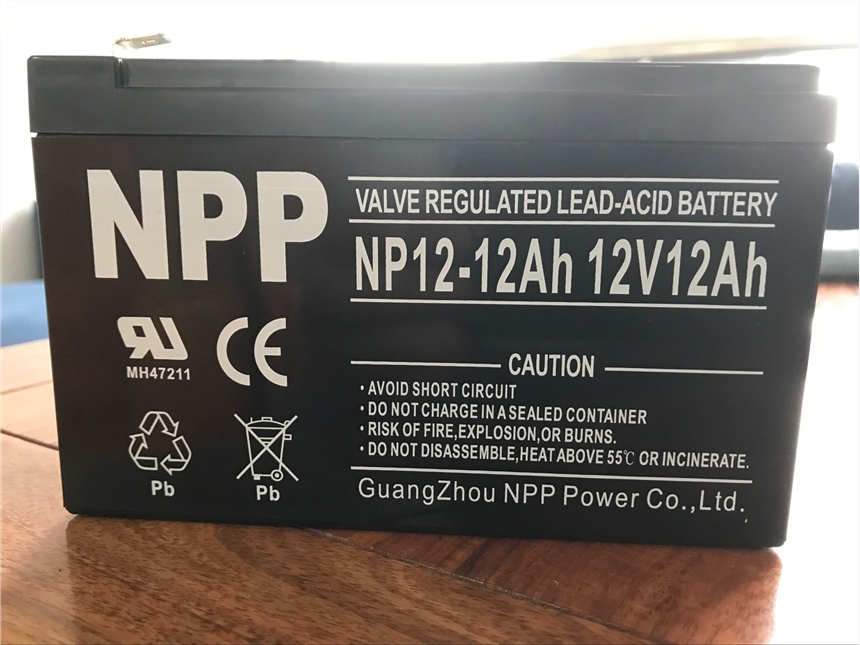 NPP
VALVE REGULATED LEAD-ACID BATTERY
NP12-12Ah 12V12Ah
MH47211
CE
CAUTION
• AVOID SHORT CIRCUIT
• DO NOT CHARGE IN A SEALED CONTAINER
• RISK OF FIRE,EXPLOSION,OR BURNS.
• DO NOT DISASSEMBLE,HEAT ABOVE 55℃ OR INCINERATE.
Pb
Pb
GuangZhou NPP Power Co.,Ltd.